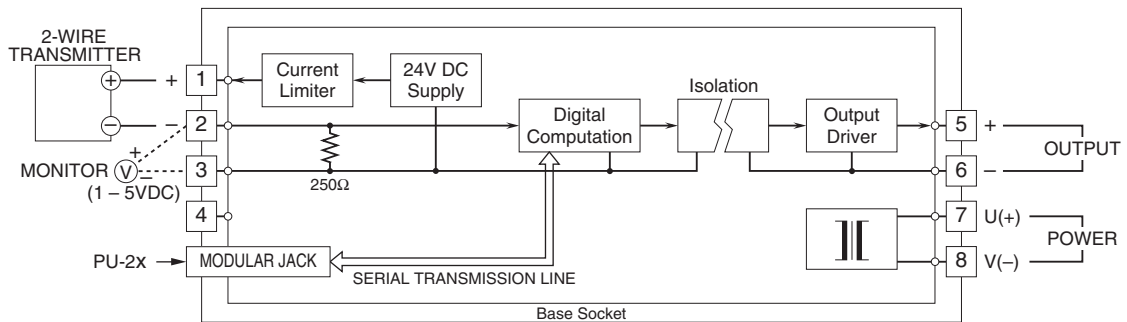 2-WIRE
TRANSMITTER
+
–
+
–
1
2
3
4
Current
Limiter
24V DC
Supply
Digital
Computation
Isolation
Output
Driver
250Ω
MONITOR
V
+
–
(1 – 5VDC)
PU-2x
MODULAR JACK
SERIAL TRANSMISSION LINE
5
+
6
–
OUTPUT
7
U(+)
8
V(–)
POWER
Base Socket